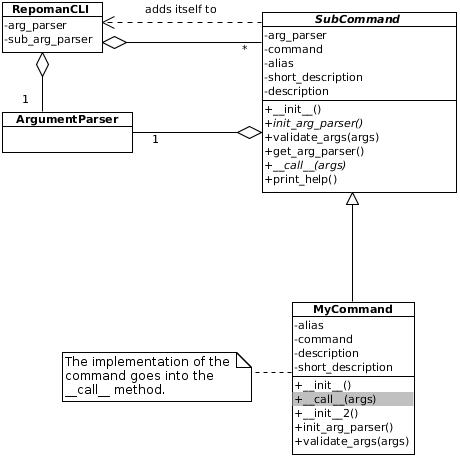 RepomanCLI
-arg_parser
-sub_arg_parser
adds itself to
*
SubCommand
-arg_parser
-command
-alias
-short_description
-description
+__init__()
+init_arg_parser()
+validate_args(args)
+get_arg_parser()
+__call__(args)
+print_help()
1
ArgumentParser
1
MyCommand
-alias
-command
-description
-short_description
+__init__()
+__call__(args)
+__init__2()
+init_arg_parser()
+validate_args(args)
The implementation of the
command goes into the
__call__ method.